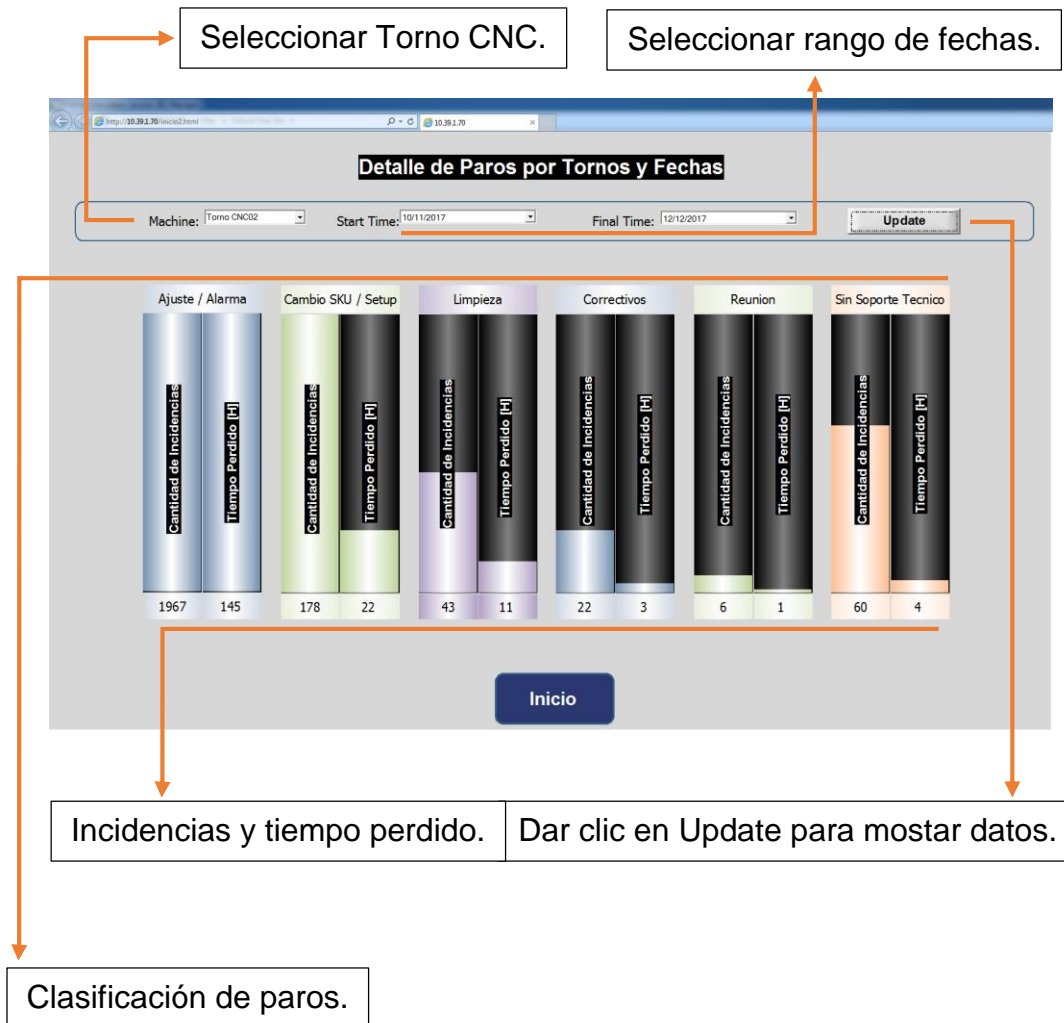 Seleccionar Torno CNC.
Seleccionar rango de fechas.
http://10.39.1.70/inicio2.html
10.39.1.70
Detalle de Paros por Tornos y Fechas
Machine: Torno CNC02 Start Time: 10/11/2017 Final Time: 12/12/2017 Update
Ajuste / Alarma Cambio SKU / Setup Limpieza Correctivos Reunion Sin Soporte Tecnico
Cantidad de Incidencias Tiempo Perdido [H] Cantidad de Incidencias Tiempo Perdido [H] Cantidad de Incidencias Tiempo Perdido [H] Cantidad de Incidencias Tiempo Perdido [H] Cantidad de Incidencias Tiempo Perdido [H] Cantidad de Incidencias Tiempo Perdido [H]
1967 145 178 22 43 11 22 3 6 1 60 4
Inicio
Incidencias y tiempo perdido.
Dar clic en Update para mostar datos.
Clasificación de paros.